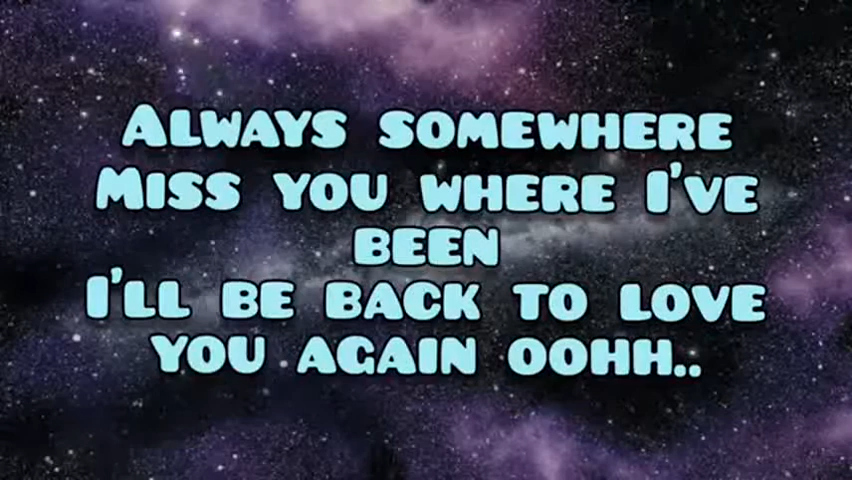 Always somewhere
Miss you where I've
been
I'll be back to love
you again oohh..